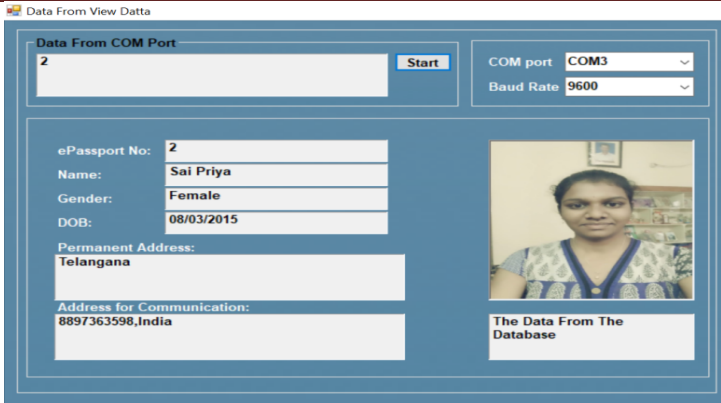 Data From View Datta
Data From COM Port
2
Start
COM port COM3
Baud Rate 9600
ePassport No: 2
Name: Sai Priya
Gender: Female
DOB: 08/03/2015
Permanent Address:
Telangana
Address for Communication:
8897363598,India
The Data From The
Database